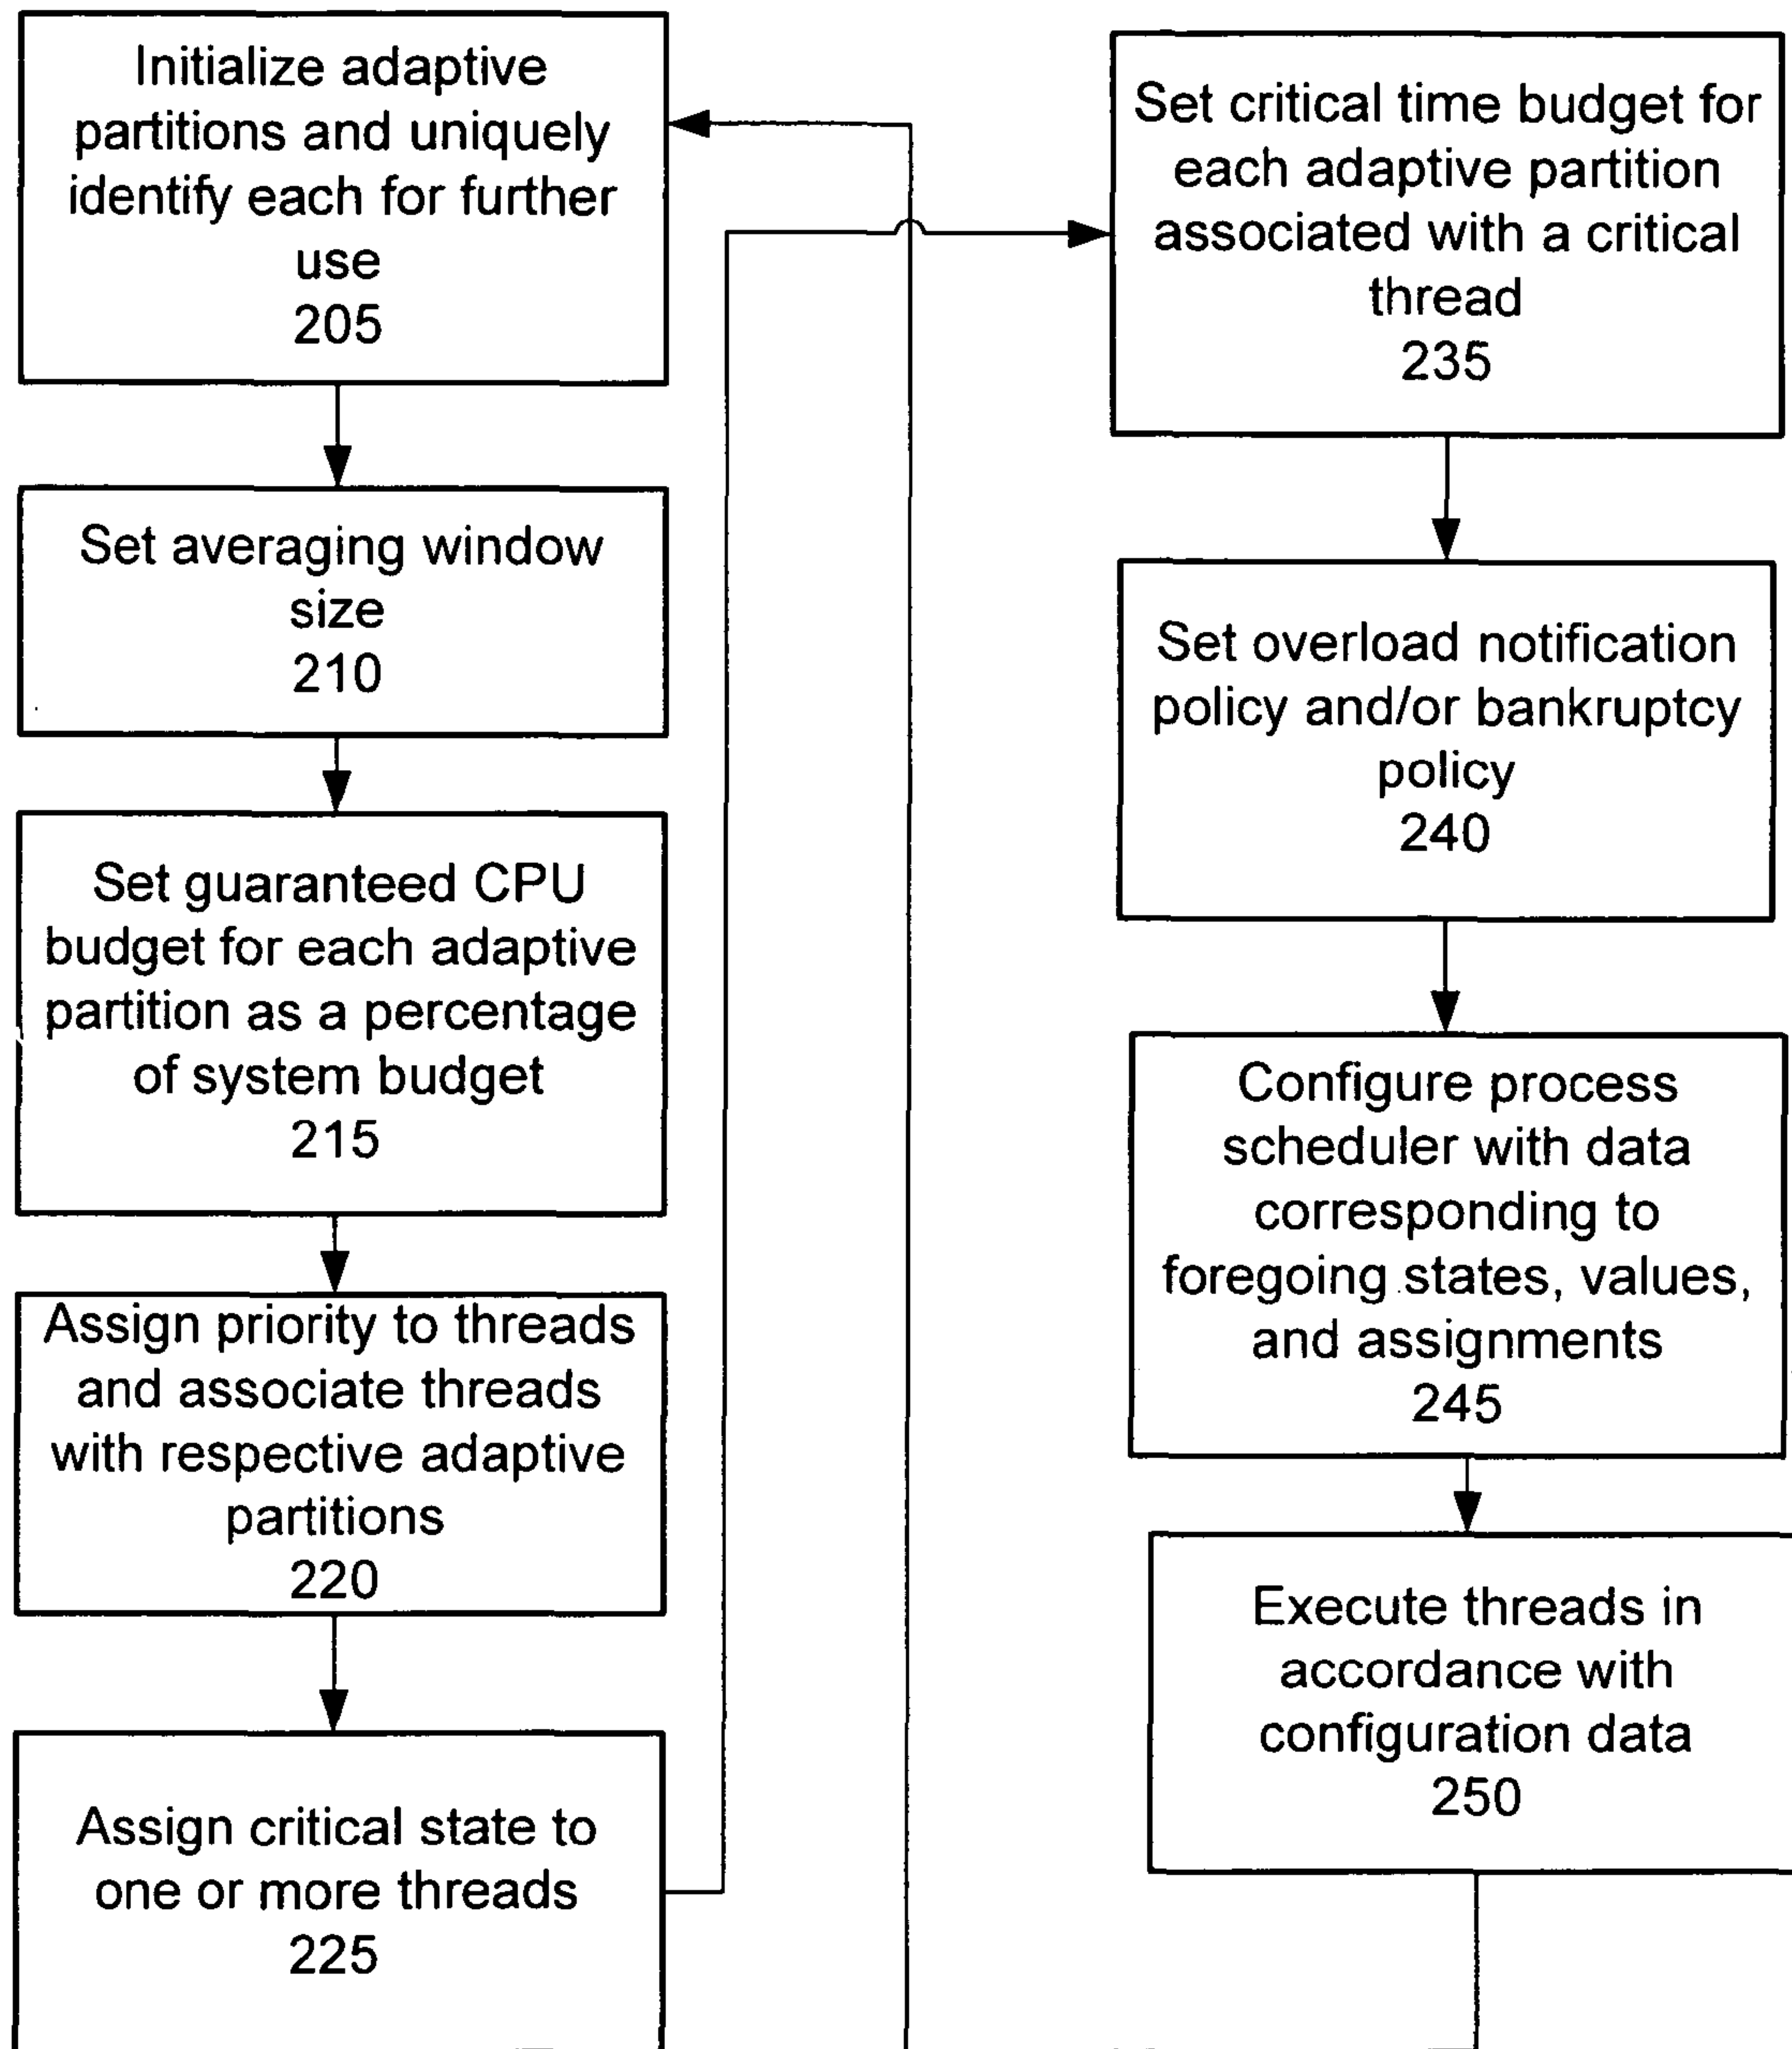 Initialize adaptive
partitions and uniquely
identify each for further
use
205
Set averaging window
size
210
Set guaranteed CPU
budget for each adaptive
partition as a percentage
of system budget
215
Assign priority to threads
and associate threads
with respective adaptive
partitions
220
Assign critical state to
one or more threads
225
Set critical time budget for
each adaptive partition
associated with a critical
thread
235
Set overload notification
policy and/or bankruptcy
policy
240
Configure process
scheduler with data
corresponding to
foregoing states, values,
and assignments
245
Execute threads in
accordance with
configuration data
250